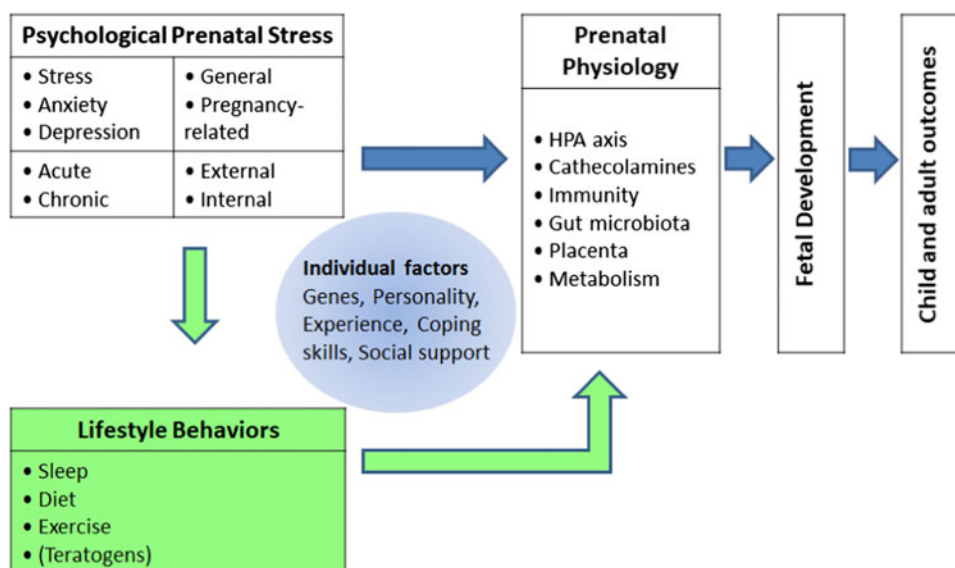 Psychological Prenatal Stress
• Stress
• Anxiety
• Depression
• General
• Pregnancy-
related
• Acute
• Chronic
• External
• Internal
Individual factors
Genes, Personality,
Experience, Coping
skills, Social support
Lifestyle Behaviors
• Sleep
• Diet
• Exercise
• (Teratogens)
Prenatal
Physiology
• HPA axis
• Cathecolamines
• Immunity
• Gut microbiota
• Placenta
• Metabolism
Fetal Development
Child and adult outcomes